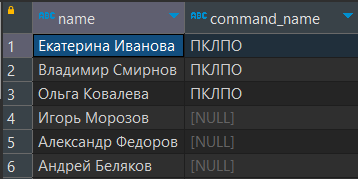 name command_name
1 Екатерина Иванова ПКЛПО
2 Владимир Смирнов ПКЛПО
3 Ольга Ковалева ПКЛПО
4 Игорь Морозов [NULL]
5 Александр Федоров [NULL]
6 Андрей Беляков [NULL]